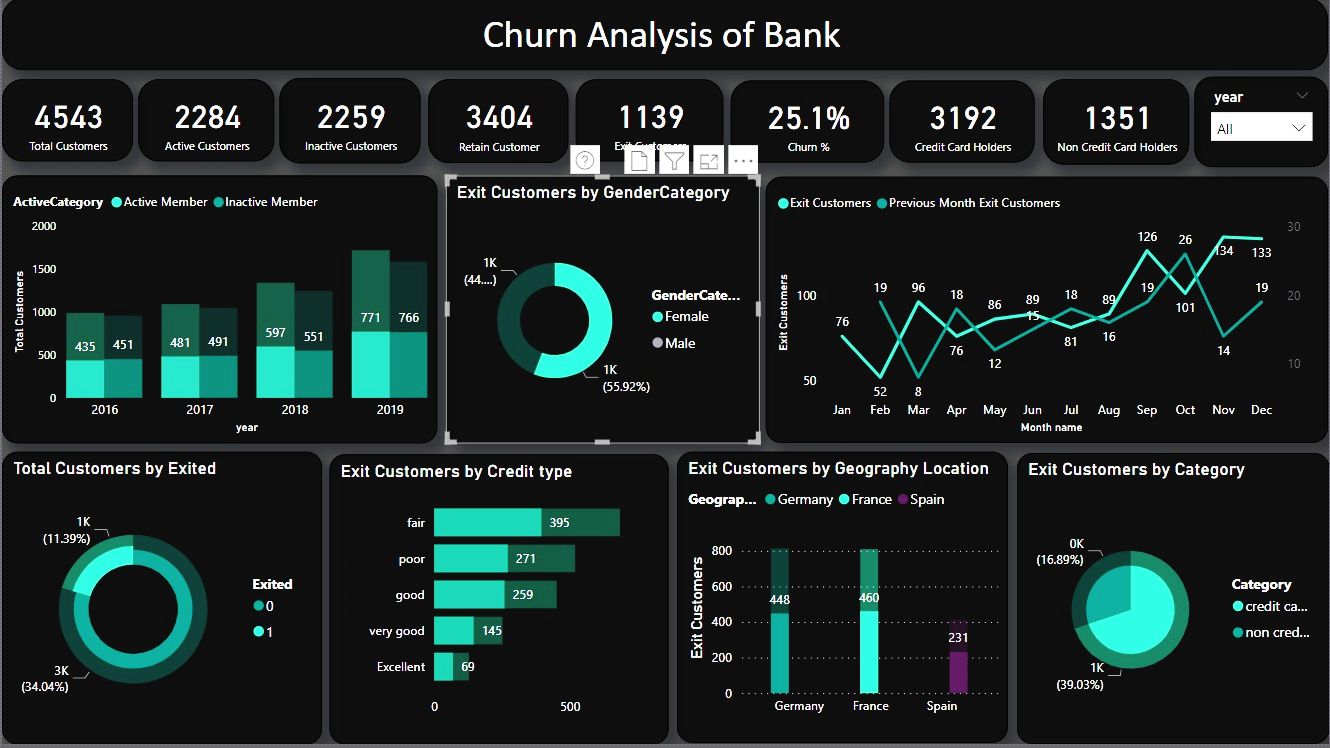 Churn Analysis of Bank
4543
Total Customers
2284
Active Customers
2259
Inactive Customers
3404
Retain Customer
1139
Exit Customers
25.1%
Churn %
3192
Credit Card Holders
1351
Non Credit Card Holders
year
All
ActiveCategory Active Member Inactive Member
2000
1500
1000
500
0
Total Customers
435 451
481 491
597 551
771 766
2016 2017 2018 2019
year
Exit Customers by GenderCategory
1K
(44....)
1K
(55.92%)
GenderCate...
Female
Male
Exit Customers Previous Month Exit Customers
Exit Customers
100
50
30
20
10
76 52 96 76 86 89 81 89 126 101 134 133
19 8 18 12 15 18 16 19 26 14 19
Jan Feb Mar Apr May Jun Jul Aug Sep Oct Nov Dec
Month name
Total Customers by Exited
1K
(11.39%)
3K
(34.04%)
Exited
0
1
Exit Customers by Credit type
fair 395
poor 271
good 259
very good 145
Excellent 69
0 500
Exit Customers by Geography Location
Geograp... Germany France Spain
Exit Customers
800
600
400
200
0
448 460 231
Germany France Spain
Exit Customers by Category
0K
(16.89%)
1K
(39.03%)
Category
credit ca...
non cred...